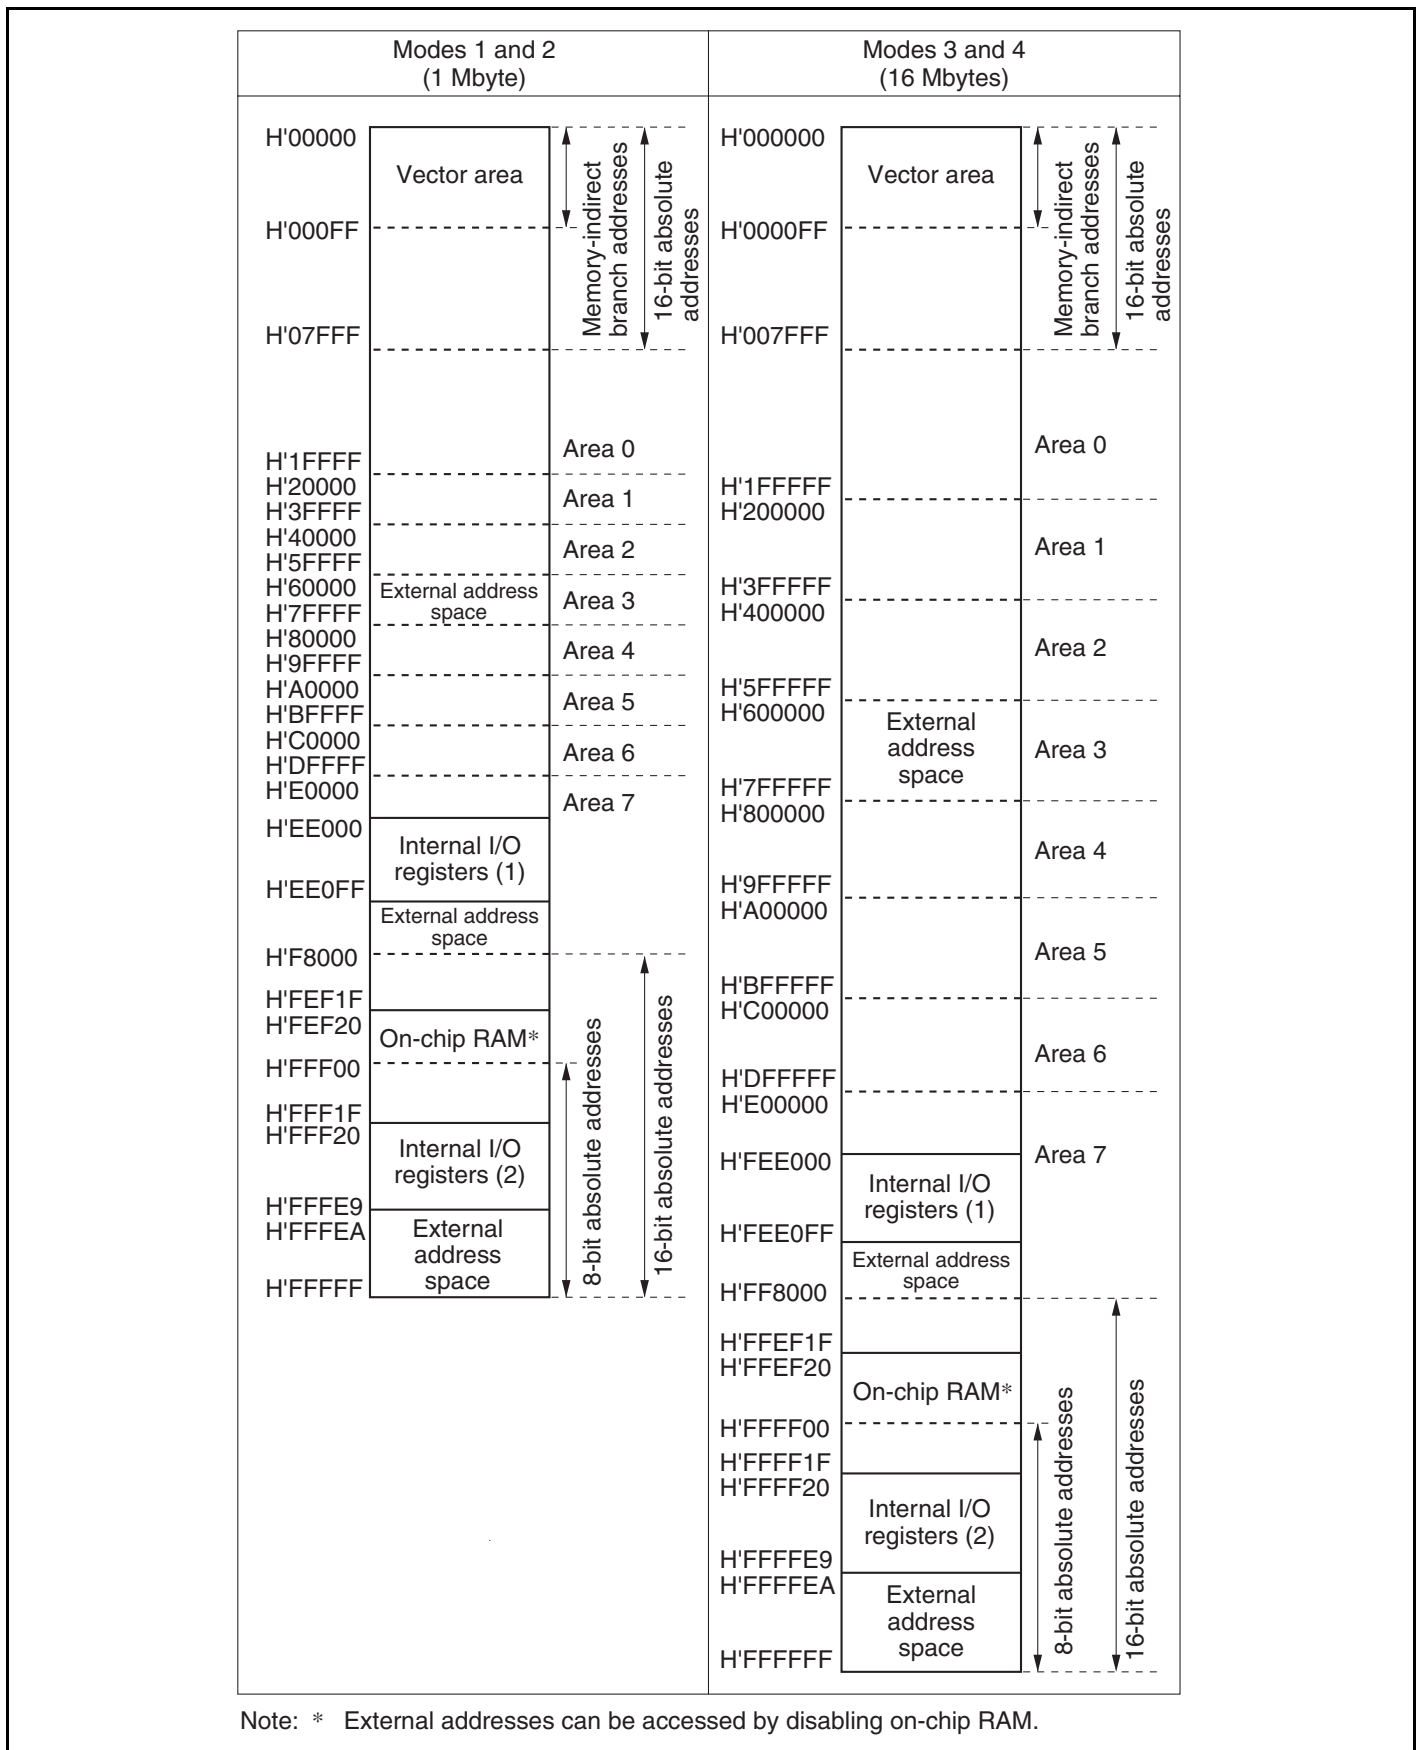 Modes 1 and 2
(1 Mbyte)
H'00000
Vector area
H'000FF
H'07FFF
Memory-indirect
branch addresses
16-bit absolute
addresses
Area 0
H'1FFFF
H'20000
Area 1
H'3FFFF
H'40000
Area 2
H'5FFFF
H'60000
External address
space
Area 3
H'7FFFF
H'80000
Area 4
H'9FFFF
H'A0000
Area 5
H'BFFFF
H'C0000
Area 6
H'DFFFF
H'E0000
Area 7
H'EE000
Internal I/O
registers (1)
H'EE0FF
External address
space
H'F8000
H'FEF1F
H'FEF20
On-chip RAM*
H'FFF00
H'FFF1F
H'FFF20
Internal I/O
registers (2)
H'FFFE9
H'FFFEA
External
address
space
H'FFFFF
8-bit absolute addresses
16-bit absolute addresses
Modes 3 and 4
(16 Mbytes)
H'000000
Vector area
H'0000FF
H'007FFF
Memory-indirect
branch addresses
16-bit absolute
addresses
Area 0
H'1FFFFF
H'200000
Area 1
H'3FFFFF
H'400000
Area 2
H'5FFFFF
H'600000
External
address
space
Area 3
H'7FFFFF
H'800000
Area 4
H'9FFFFF
H'A00000
Area 5
H'BFFFFF
H'C00000
Area 6
H'DFFFFF
H'E00000
Area 7
H'FEE000
Internal I/O
registers (1)
H'FEE0FF
External address
space
H'FF8000
H'FFEF1F
H'FFEF20
On-chip RAM*
H'FFFF00
H'FFFF1F
H'FFFF20
Internal I/O
registers (2)
H'FFFFE9
H'FFFFEA
External
address
space
H'FFFFFF
8-bit absolute addresses
16-bit absolute addresses
Note: * External addresses can be accessed by disabling on-chip RAM.